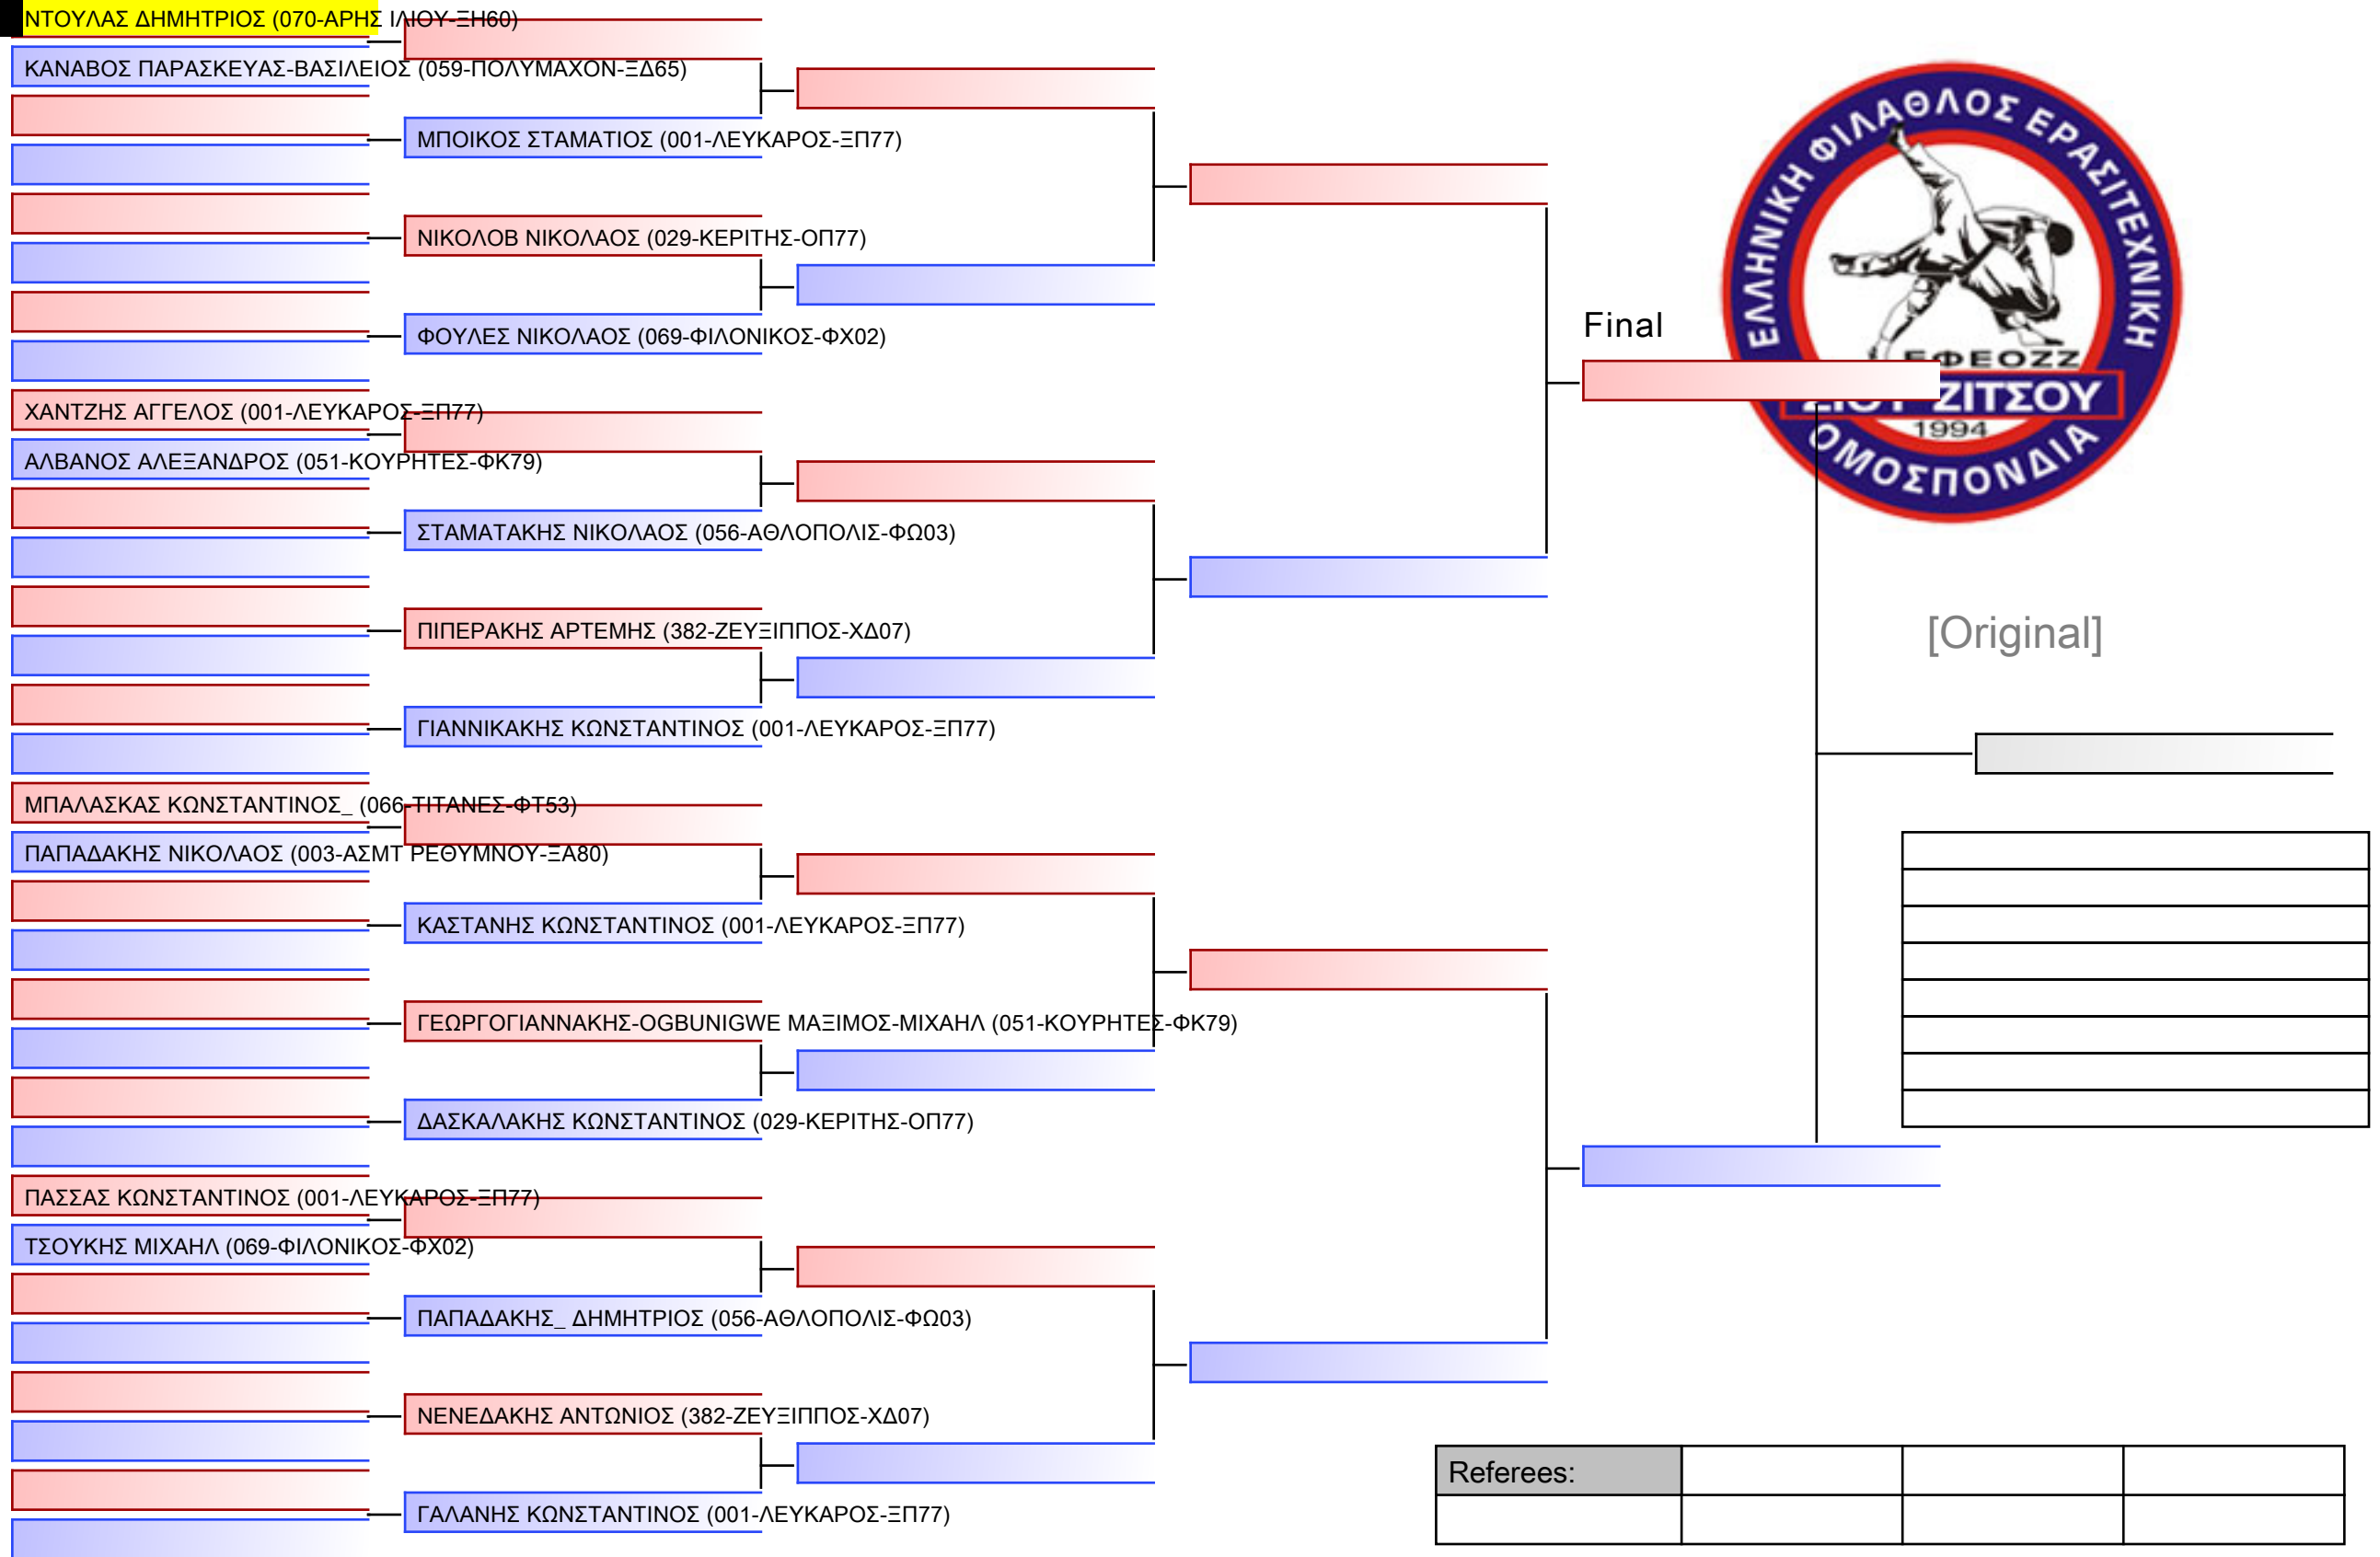 ΝΤΟΥΛΑΣ ΔΗΜΗΤΡΙΟΣ (070-ΑΡΗΣ ΙΛΙΟΥ-ΞΗ60)
ΚΑΝΑΒΟΣ ΠΑΡΑΣΚΕΥΑΣ-ΒΑΣΙΛΕΙΟΣ (059-ΠΟΛΥΜΑΧΟΝ-ΞΔ65)
ΜΠΟΙΚΟΣ ΣΤΑΜΑΤΙΟΣ (001-ΛΕΥΚΑΡΟΣ-ΞΠ77)
ΝΙΚΟΛΟΒ ΝΙΚΟΛΑΟΣ (029-ΚΕΡΙΤΗΣ-ΟΠ77)
ΦΟΥΛΕΣ ΝΙΚΟΛΑΟΣ (069-ΦΙΛΟΝΙΚΟΣ-ΦΧ02)
ΧΑΝΤΖΗΣ ΑΓΓΕΛΟΣ (001-ΛΕΥΚΑΡΟΣ-ΞΠ77)
ΑΛΒΑΝΟΣ ΑΛΕΞΑΝΔΡΟΣ (051-ΚΟΥΡΗΤΕΣ-ΦΚ79)
ΣΤΑΜΑΤΑΚΗΣ ΝΙΚΟΛΑΟΣ (056-ΑΘΛΟΠΟΛΙΣ-ΦΩ03)
ΠΙΠΕΡΑΚΗΣ ΑΡΤΕΜΗΣ (382-ΖΕΥΞΙΠΠΟΣ-ΧΔ07)
ΓΙΑΝΝΙΚΑΚΗΣ ΚΩΝΣΤΑΝΤΙΝΟΣ (001-ΛΕΥΚΑΡΟΣ-ΞΠ77)
ΜΠΑΛΑΣΚΑΣ ΚΩΝΣΤΑΝΤΙΝΟΣ_ (066-ΤΙΤΑΝΕΣ-ΦΤ53)
ΠΑΠΑΔΑΚΗΣ ΝΙΚΟΛΑΟΣ (003-ΑΣΜΤ ΡΕΘΥΜΝΟΥ-ΞΑ80)
ΚΑΣΤΑΝΗΣ ΚΩΝΣΤΑΝΤΙΝΟΣ (001-ΛΕΥΚΑΡΟΣ-ΞΠ77)
ΓΕΩΡΓΟΓΙΑΝΝΑΚΗΣ-OGBUNIGWE ΜΑΞΙΜΟΣ-ΜΙΧΑΗΛ (051-ΚΟΥΡΗΤΕΣ-ΦΚ79)
ΔΑΣΚΑΛΑΚΗΣ ΚΩΝΣΤΑΝΤΙΝΟΣ (029-ΚΕΡΙΤΗΣ-ΟΠ77)
ΠΑΣΣΑΣ ΚΩΝΣΤΑΝΤΙΝΟΣ (001-ΛΕΥΚΑΡΟΣ-ΞΠ77)
ΤΣΟΥΚΗΣ ΜΙΧΑΗΛ (069-ΦΙΛΟΝΙΚΟΣ-ΦΧ02)
ΠΑΠΑΔΑΚΗΣ_ ΔΗΜΗΤΡΙΟΣ (056-ΑΘΛΟΠΟΛΙΣ-ΦΩ03)
ΝΕΝΕΔΑΚΗΣ ΑΝΤΩΝΙΟΣ (382-ΖΕΥΞΙΠΠΟΣ-ΧΔ07)
ΓΑΛΑΝΗΣ ΚΩΝΣΤΑΝΤΙΝΟΣ (001-ΛΕΥΚΑΡΟΣ-ΞΠ77)
Final
ΕΛΛΗΝΙΚΗ ΦΙΛΑΘΛΟΣ ΕΡΑΣΙΤΕΧΝΙΚΗ
ΕΦΕΟΖΖ
ΖΙΤΣΟΥ
1994
ΟΜΟΣΠΟΝΔΙΑ
[Original]
Referees: